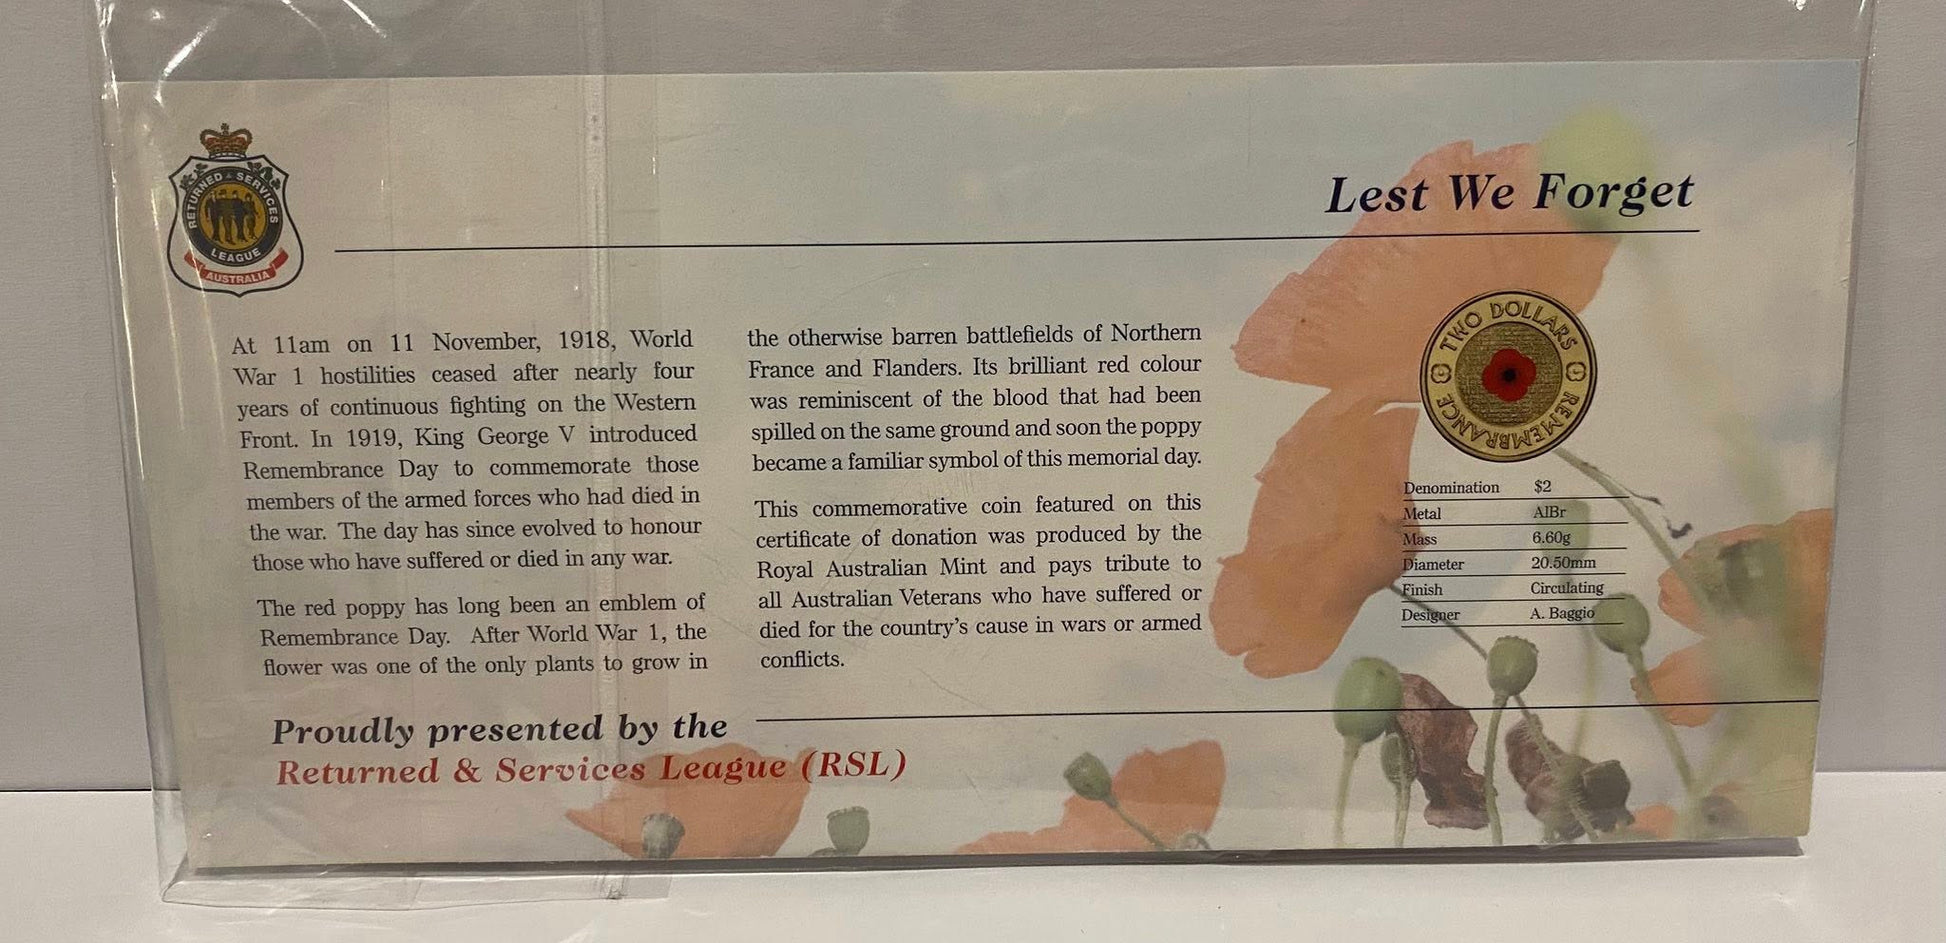 RETURNED & SERVICES
LEAGUE
AUSTRALIA
Lest We Forget
At 11am on 11 November, 1918, World
War 1 hostilities ceased after nearly four
years of continuous fighting on the Western
Front. In 1919, King George V introduced
Remembrance Day to commemorate those
members of the armed forces who had died in
the war. The day has since evolved to honour
those who have suffered or died in any war.
The red poppy has long been an emblem of
Remembrance Day. After World War 1, the
flower was one of the only plants to grow in
the otherwise barren battlefields of Northern
France and Flanders. Its brilliant red colour
was reminiscent of the blood that had been
spilled on the same ground and soon the poppy
became a familiar symbol of this memorial day.
This commemorative coin featured on this
certificate of donation was produced by the
Royal Australian Mint and pays tribute to
all Australian Veterans who have suffered or
died for the country's cause in wars or armed
conflicts.
TWO DOLLARS
REMEMBRANCE
Denomination $2
Metal AlBr
Mass 6.60g
Diameter 20.50mm
Finish Circulating
Designer A. Baggio
Proudly presented by the
Returned & Services League (RSL)